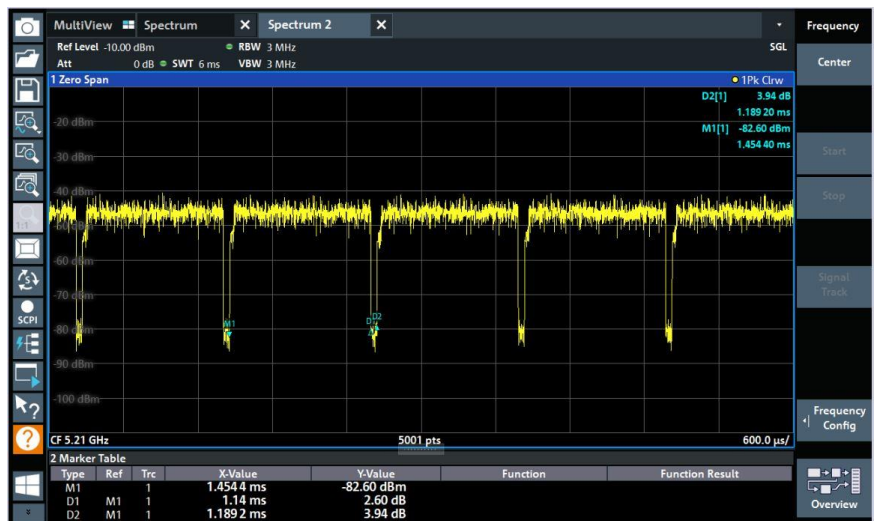 MultiView Spectrum X Spectrum 2 X Frequency
Ref Level -10.00 dBm RBW 3 MHz SGL
Att 0 dB SWT 6 ms VBW 3 MHz
Center
1 Zero Span 1Pk Clrw
D2[1] 3.94 dB
1.189 20 ms
M1[1] -82.60 dBm
1.454 40 ms
-20 dBm
-30 dBm
Start
-40 dBm
Stop
1:1
-60 dBm
Signal
Track
-70 dBm
SCPI
M1
D1 D2
-80 dBm
-90 dBm
-100 dBm
Frequency
Config
CF 5.21 GHz 5001 pts 600.0 µs/
2 Marker Table
Type Ref Trc X-Value Y-Value Function Function Result
M1 1 1.4544 ms -82.60 dBm
D1 M1 1 1.14 ms 2.60 dB
D2 M1 1 1.1892 ms 3.94 dB
Overview